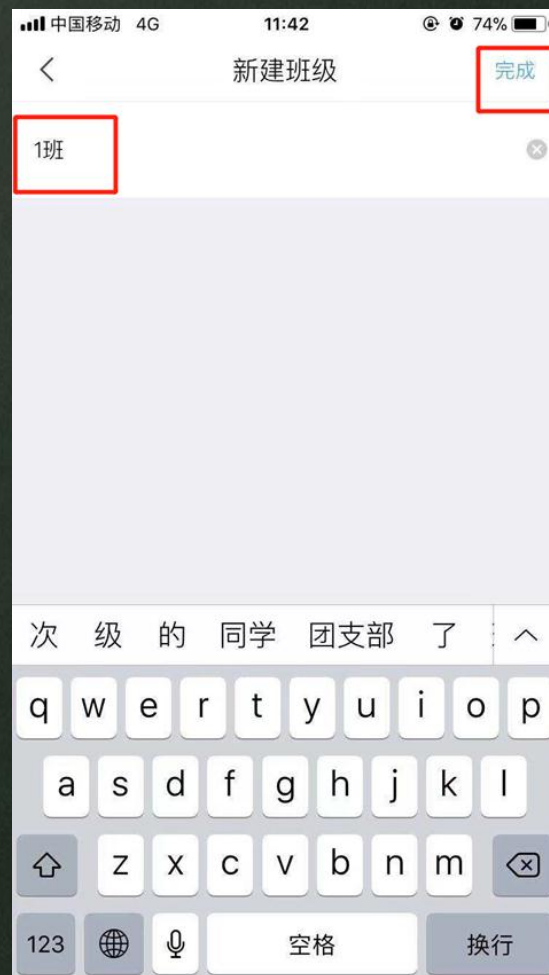 中国移动 4G 11:42 74%
新建班级 完成
1班
次 级 的 同学 团支部 了
q w e r t y u i o p
a s d f g h j k l
z x c v b n m
123 空格 换行